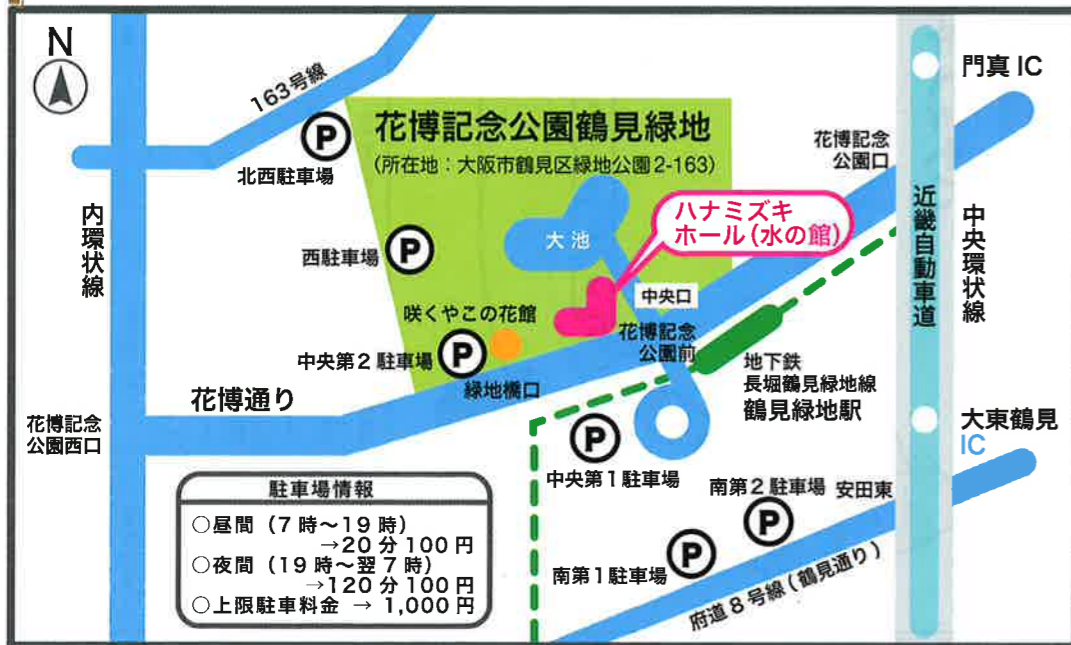 N
163号線
北西駐車場
花博記念公園鶴見緑地
(所在地:大阪市鶴見区緑地公園2-163)
門真 IC
花博記念
公園口
ハナミズキ
ホール(水の館)
大池
内環状線
西駐車場
近畿自動車道
中央環状線
中央口
咲くやこの花館
中央第2駐車場
花博記念
公園前
緑地橋口
地下鉄
長堀鶴見緑地線
鶴見緑地駅
花博通り
花博記念
公園西口
大東鶴見
IC
中央第1駐車場
南第2駐車場
安田東
南第1駐車場
府道8号線(鶴見通り)
P
P
P
P
P
P
駐車場情報
○昼間(7時~19時)
→20分100円
○夜間(19時~翌7時)
→120分100円
○上限駐車料金 → 1,000円